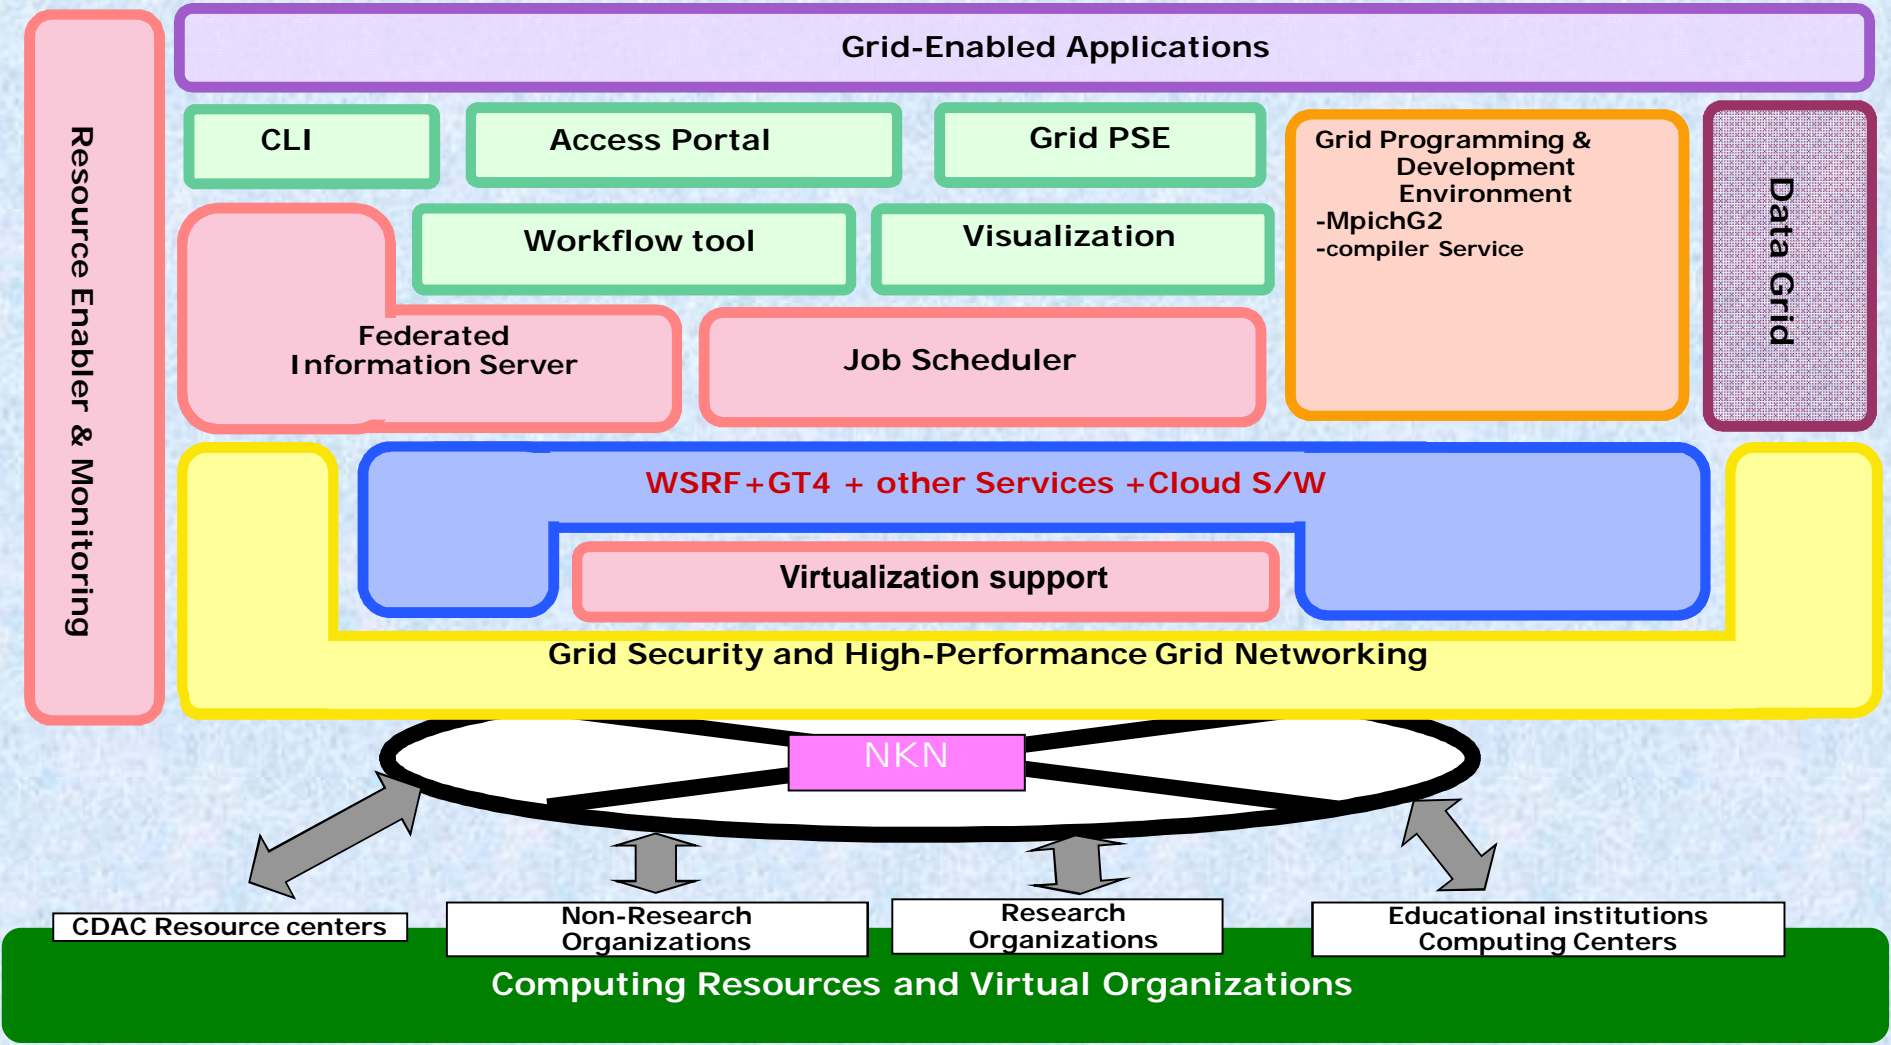 Grid-Enabled Applications
Resource Enabler & Monitoring
CLI
Access Portal
Grid PSE
Grid Programming &
Development
Environment
-MpichG2
-compiler Service
Data Grid
Workflow tool
Visualization
Federated
Information Server
Job Scheduler
WSRF+GT4 + other Services +Cloud S/W
Virtualization support
Grid Security and High-Performance Grid Networking
NKN
CDAC Resource centers
Non-Research
Organizations
Research
Organizations
Educational institutions
Computing Centers
Computing Resources and Virtual Organizations